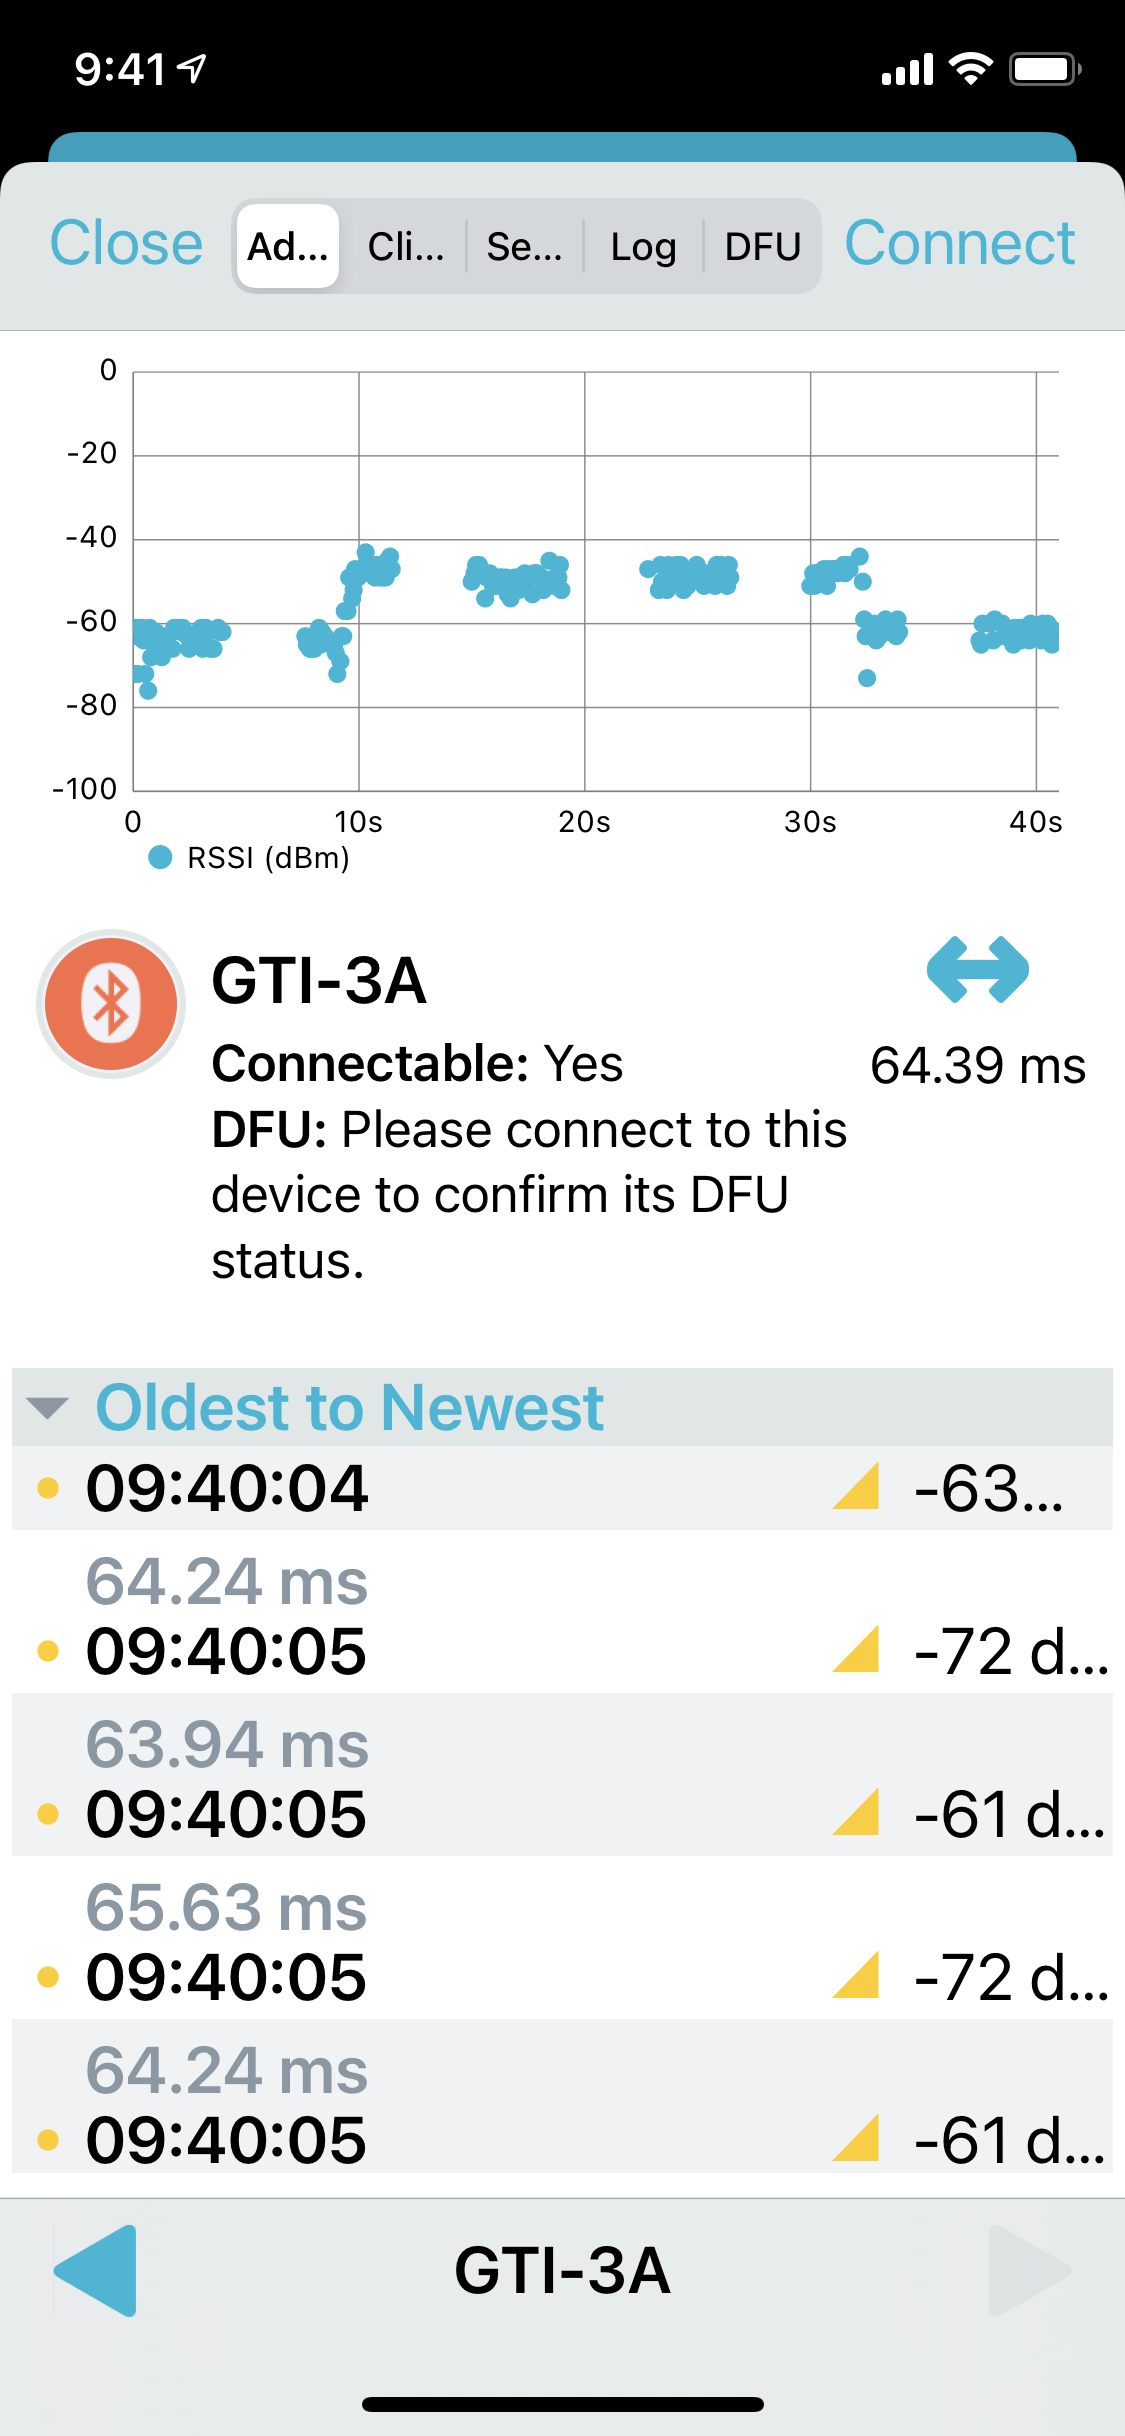 9:41
Close Ad... Cli... Se... Log DFU Connect
0
-20
-40
-60
-80
-100
0 10s 20s 30s 40s
RSSI (dBm)
GTI-3A
Connectable: Yes 64.39 ms
DFU: Please connect to this
device to confirm its DFU
status.
Oldest to Newest
09:40:04 -63...
64.24 ms
09:40:05 -72 d...
63.94 ms
09:40:05 -61 d...
65.63 ms
09:40:05 -72 d...
64.24 ms
09:40:05 -61 d...
GTI-3A